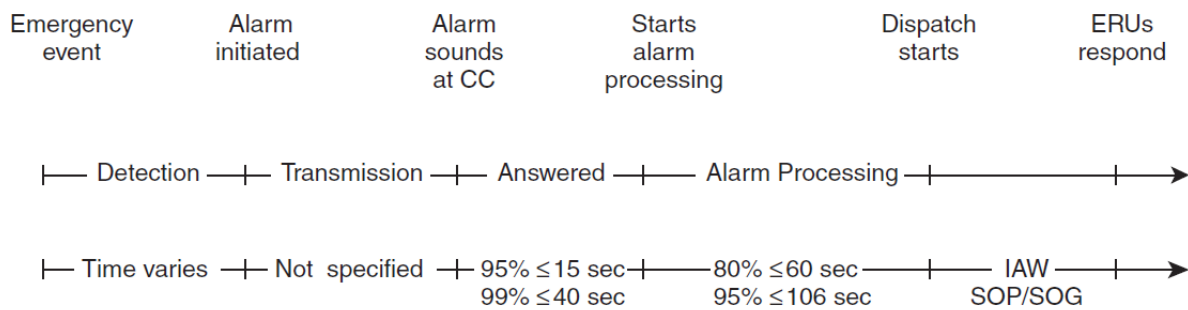 Emergency
event
Alarm
initiated
Alarm
sounds
at CC
Starts
alarm
processing
Dispatch
starts
ERUs
respond
Detection
Transmission
Answered
Alarm Processing
Time varies
Not specified
95% ≤15 sec
99% ≤40 sec
80% ≤60 sec
95% ≤106 sec
IAW
SOP/SOG